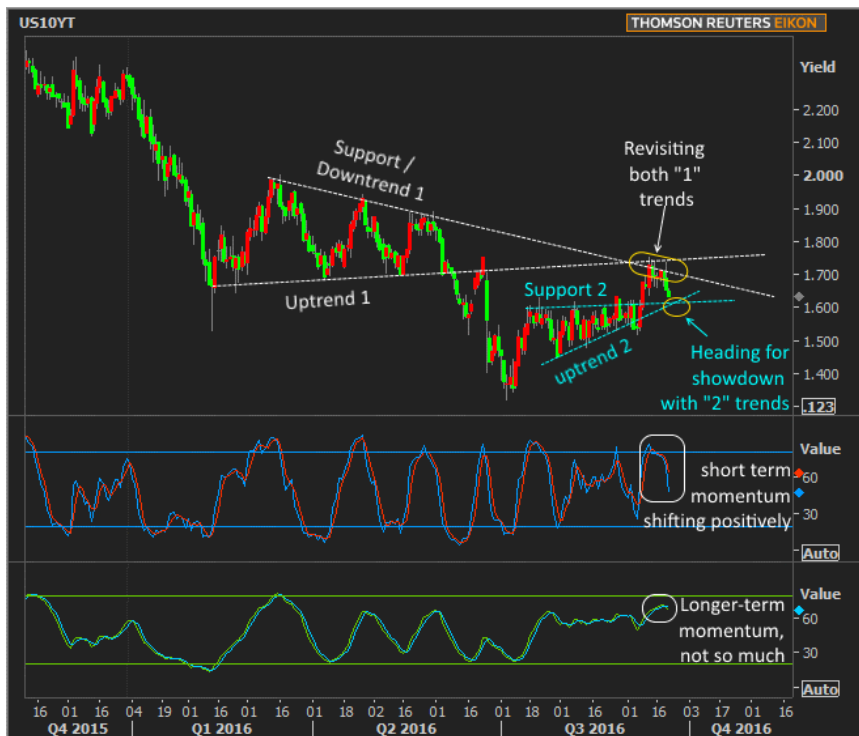 US10YT
THOMSON REUTERS EIKON
Yield
2.200
2.100
2.000
1.900
1.800
1.700
1.600
1.500
1.400
.123
Support /
Downtrend 1
Uptrend 1
Revisiting
both "1"
trends
Support 2
uptrend 2
Heading for
showdown
with "2" trends
Value
60
30
Auto
short term
momentum
shifting positively
Value
60
30
Auto
Longer-term
momentum,
not so much
16 01 16 04 19 01 16 01 16 01 18 02 16 01 16 01 18 01 16 01 16 03 17 01 16
Q4 2015 Q1 2016 Q2 2016 Q3 2016 Q4 2016